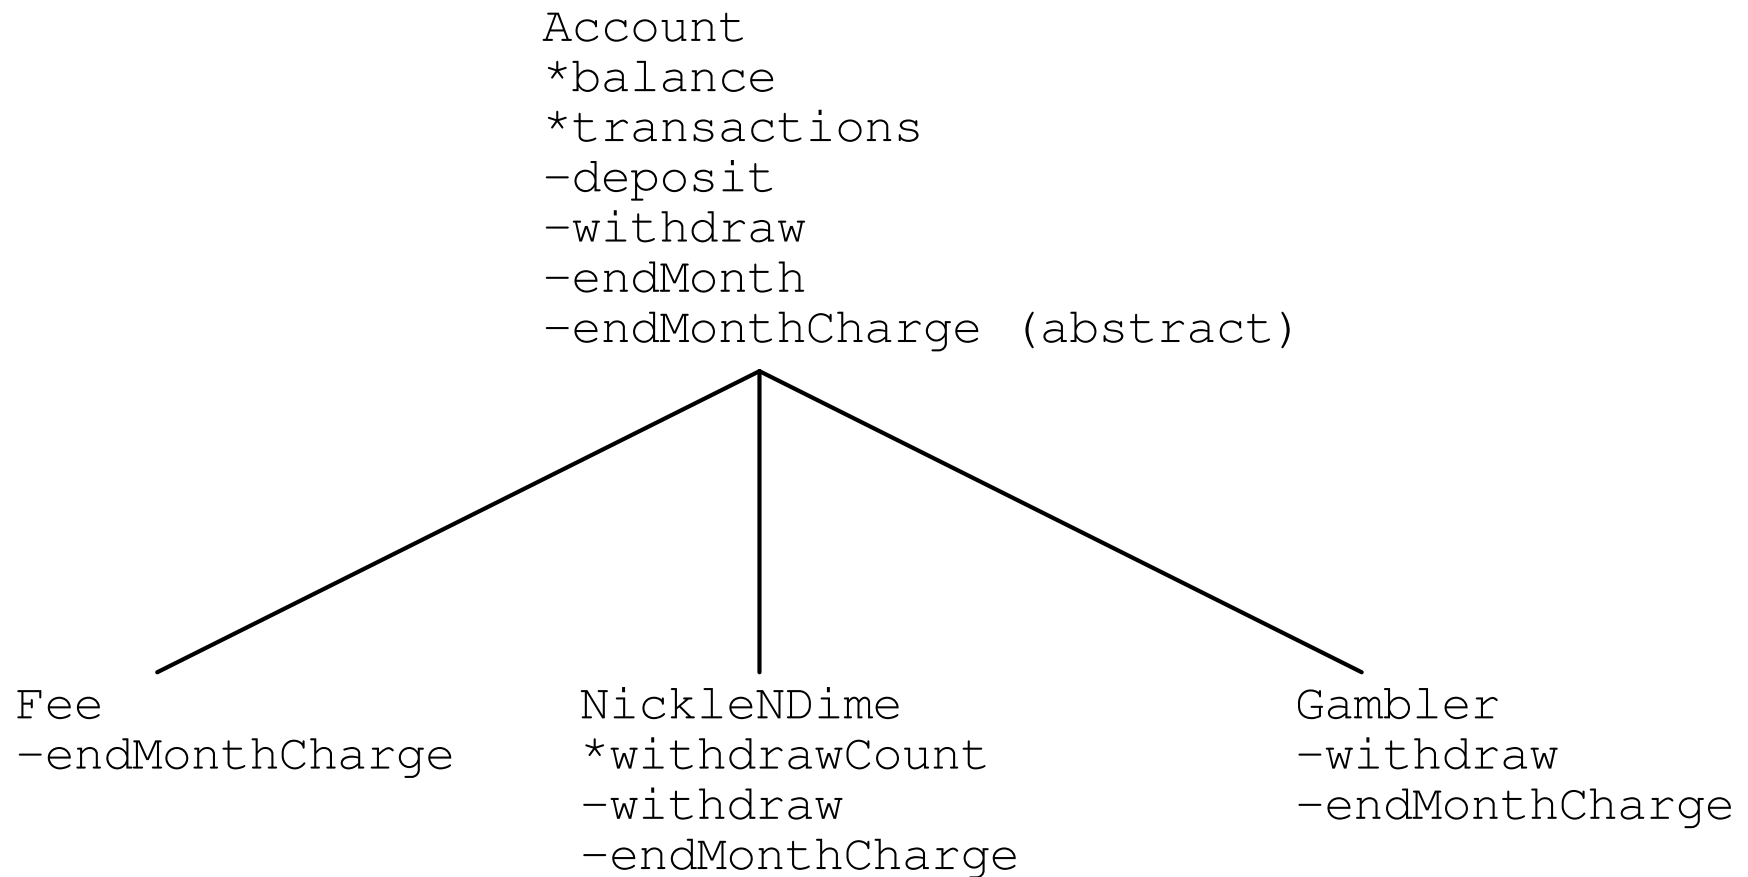 Account
*balance
*transactions
-deposit
-withdraw
-endMonth
-endMonthCharge (abstract)
Fee
-endMonthCharge
NickleNDime
*withdrawCount
-withdraw
-endMonthCharge
Gambler
-withdraw
-endMonthCharge